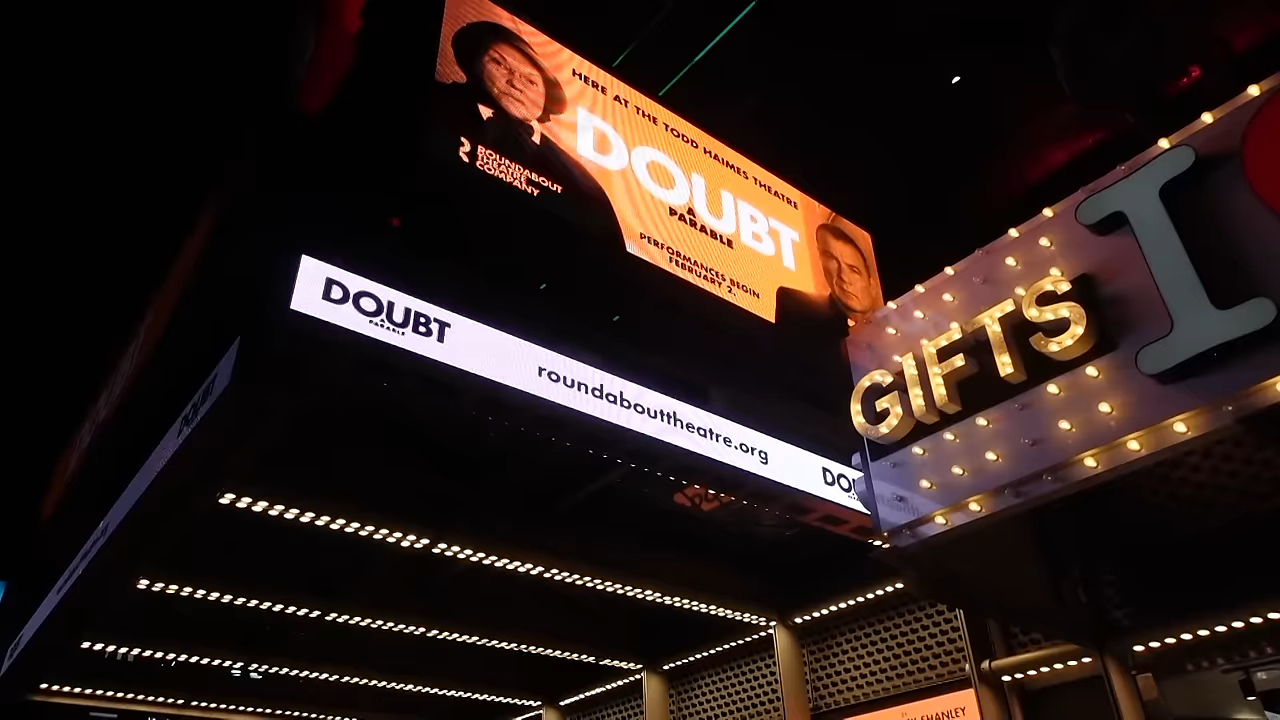 HERE AT THE TODD HAIMES THEATRE
DOUBT
A
PARABLE
PERFORMANCES BEGIN
FEBRUARY 2.
ROUNDABOUT
THEATRE
COMPANY
DOUBT
A
PARABLE
roundabouttheatre.org
DOU
GIFTS
I
SHANLEY